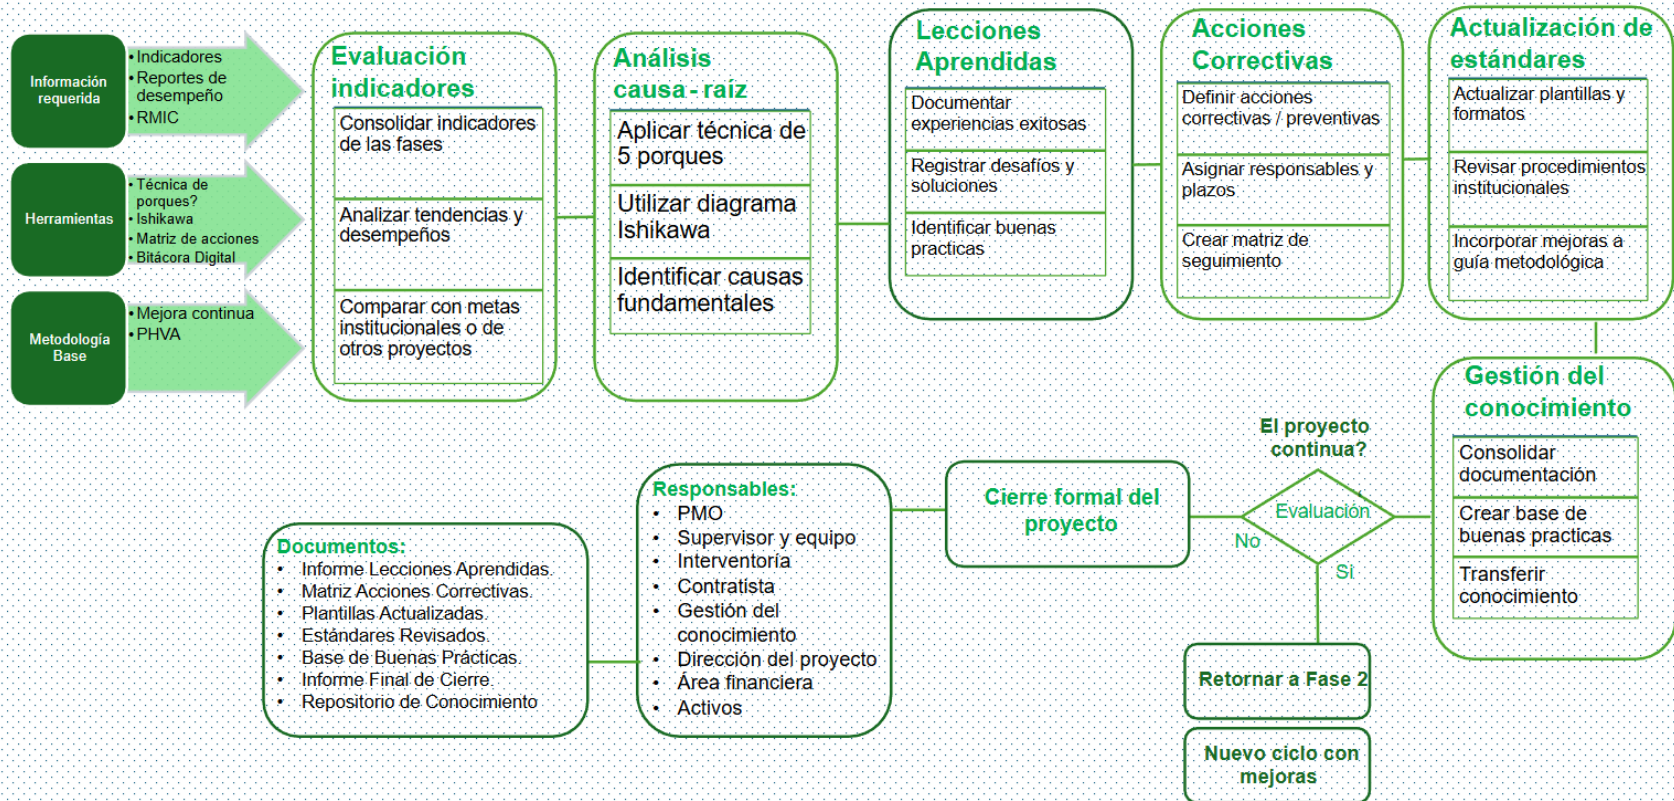 Información
requerida
• Indicadores
• Reportes de
desempeño
• RMIC
Herramientas
• Técnica de
porques?
• Ishikawa
• Matriz de acciones
• Bitácora Digital
Metodología
Base
• Mejora continua
• PHVA
Evaluación
indicadores
Consolidar indicadores
de las fases
Analizar tendencias y
desempeños
Comparar con metas
institucionales o de
otros proyectos
Análisis
causa-raíz
Aplicar técnica de
5 porques
Utilizar diagrama
Ishikawa
Identificar causas
fundamentales
Lecciones
Aprendidas
Documentar
experiencias exitosas
Registrar desafíos y
soluciones
Identificar buenas
practicas
Acciones
Correctivas
Definir acciones
correctivas / preventivas
Asignar responsables y
plazos
Crear matriz de
seguimiento
Actualización de
estándares
Actualizar plantillas y
formatos
Revisar procedimientos
institucionales
Incorporar mejoras a
guía metodológica
Gestión del
conocimiento
Consolidar
documentación
Crear base de
buenas practicas
Transferir
conocimiento
El proyecto
continua?
Evaluación
No
Si
Retornar a Fase 2
Nuevo ciclo con
mejoras
Cierre formal del
proyecto
Responsables:
• PMO
• Supervisor y equipo
• Interventoría
• Contratista
• Gestión del
conocimiento
• Dirección del proyecto
• Área financiera
• Activos
Documentos:
• Informe Lecciones Aprendidas.
• Matriz Acciones Correctivas.
• Plantillas Actualizadas.
• Estándares Revisados.
• Base de Buenas Prácticas.
• Informe Final de Cierre.
• Repositorio de Conocimiento